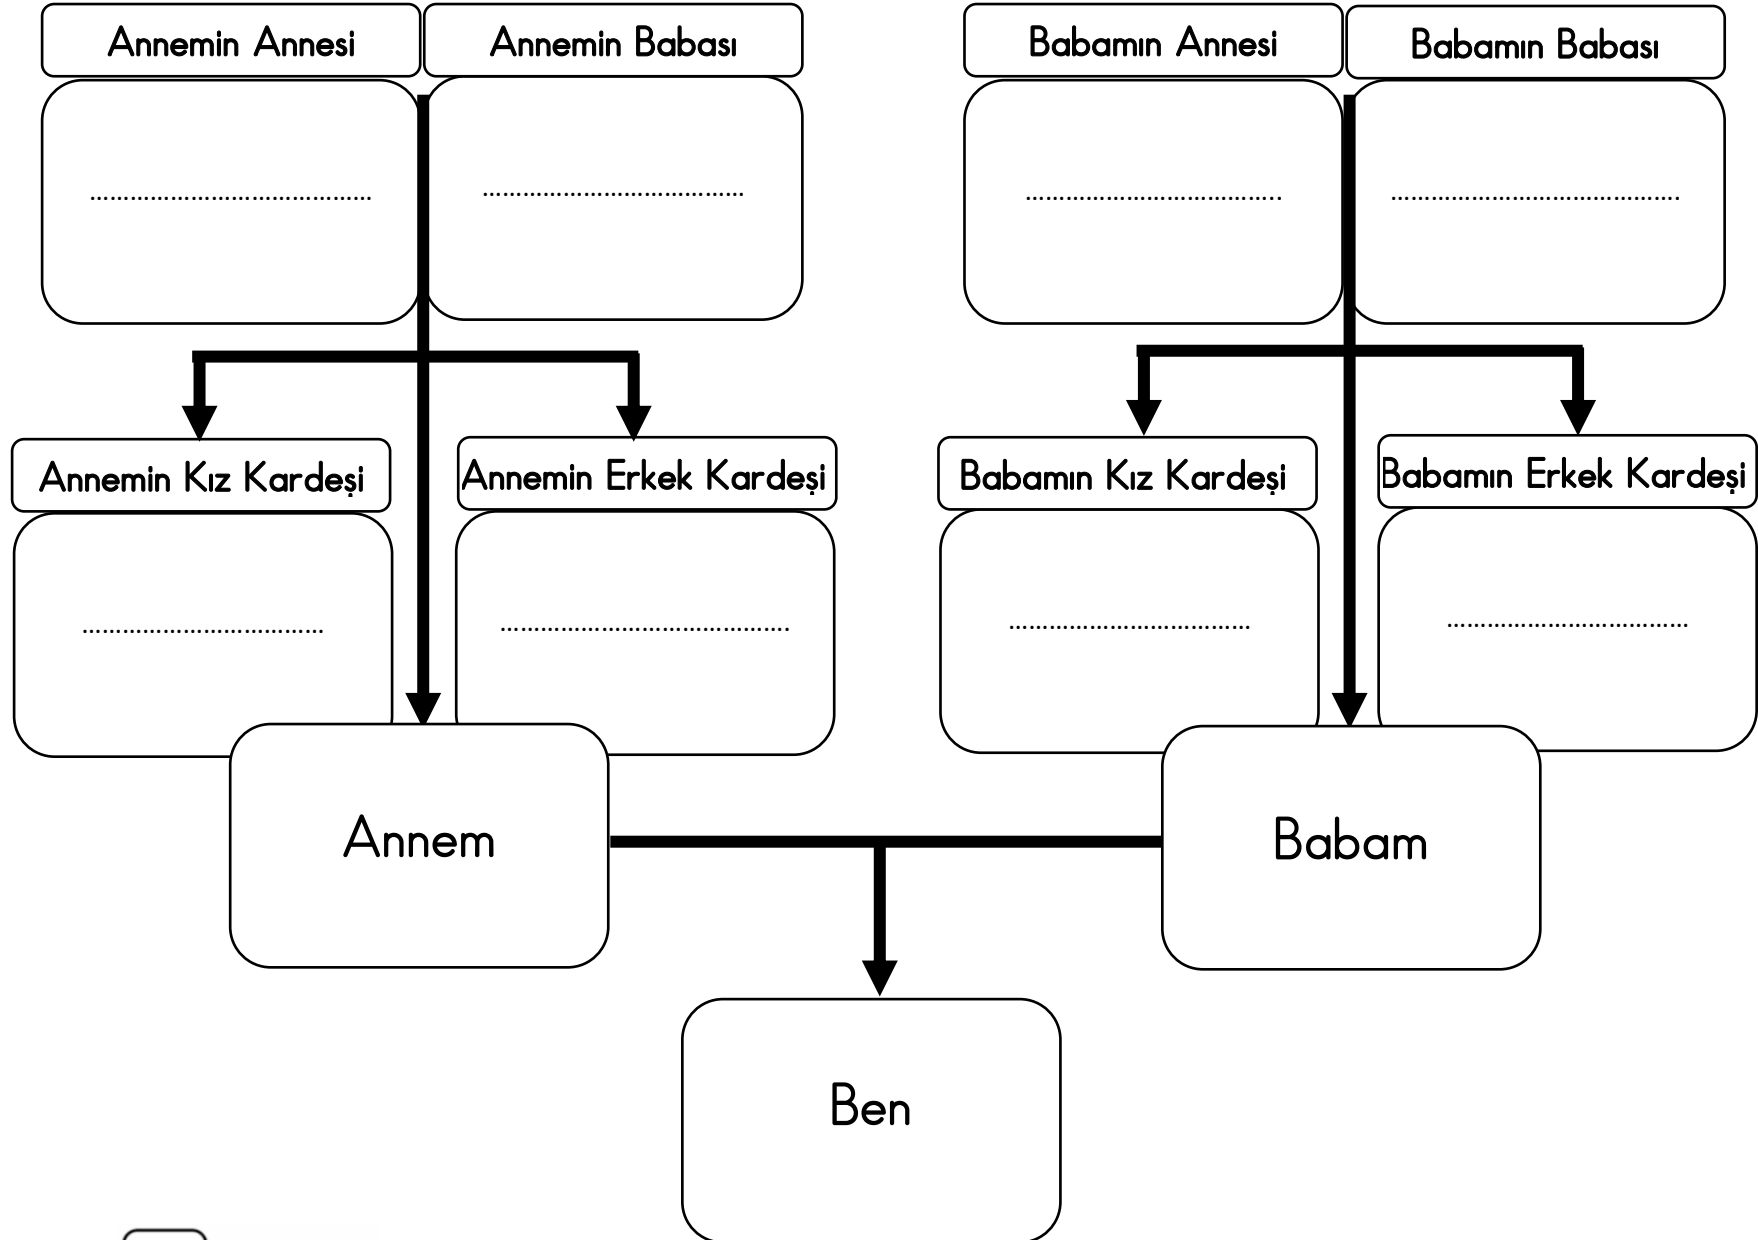 Annemin Annesi
Annemin Babası
Babamın Annesi
Babamın Babası
........................................
........................................
........................................
........................................
Annemin Kız Kardeşi
Annemin Erkek Kardeşi
Babamın Kız Kardeşi
Babamın Erkek Kardeşi
........................................
........................................
........................................
........................................
Annem
Babam
Ben